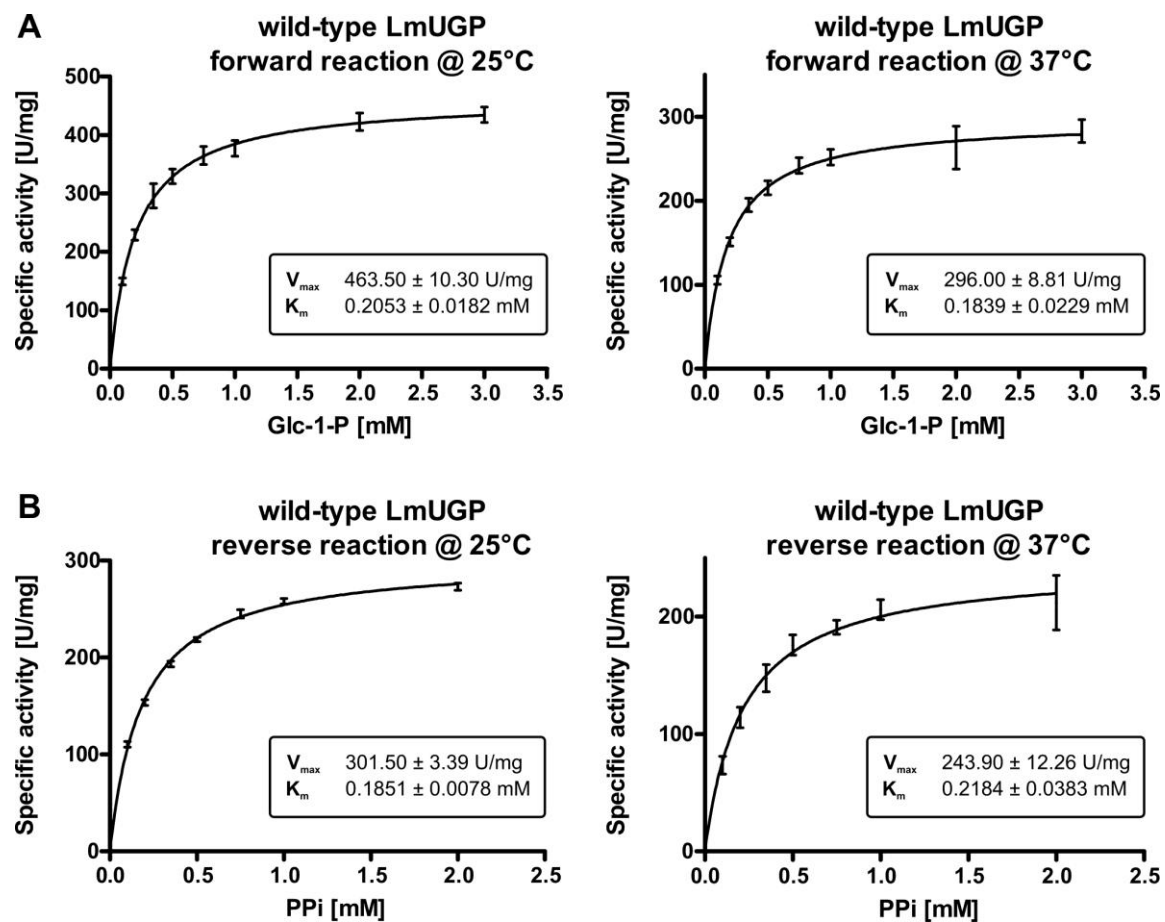 A
wild-type LmUGP
forward reaction @ 25°C
Specific activity [U/mg]
500
400
300
200
100
0
Vmax 463.50 ± 10.30 U/mg
Km 0.2053 ± 0.0182 mM
0.0 0.5 1.0 1.5 2.0 2.5 3.0 3.5
Glc-1-P [mM]
wild-type LmUGP
forward reaction @ 37°C
Specific activity [U/mg]
300
200
100
0
Vmax 296.00 ± 8.81 U/mg
Km 0.1839 ± 0.0229 mM
0.0 0.5 1.0 1.5 2.0 2.5 3.0 3.5
Glc-1-P [mM]
B
wild-type LmUGP
reverse reaction @ 25°C
Specific activity [U/mg]
300
200
100
0
Vmax 301.50 ± 3.39 U/mg
Km 0.1851 ± 0.0078 mM
0.0 0.5 1.0 1.5 2.0 2.5
PPi [mM]
wild-type LmUGP
reverse reaction @ 37°C
Specific activity [U/mg]
200
100
0
Vmax 243.90 ± 12.26 U/mg
Km 0.2184 ± 0.0383 mM
0.0 0.5 1.0 1.5 2.0 2.5
PPi [mM]